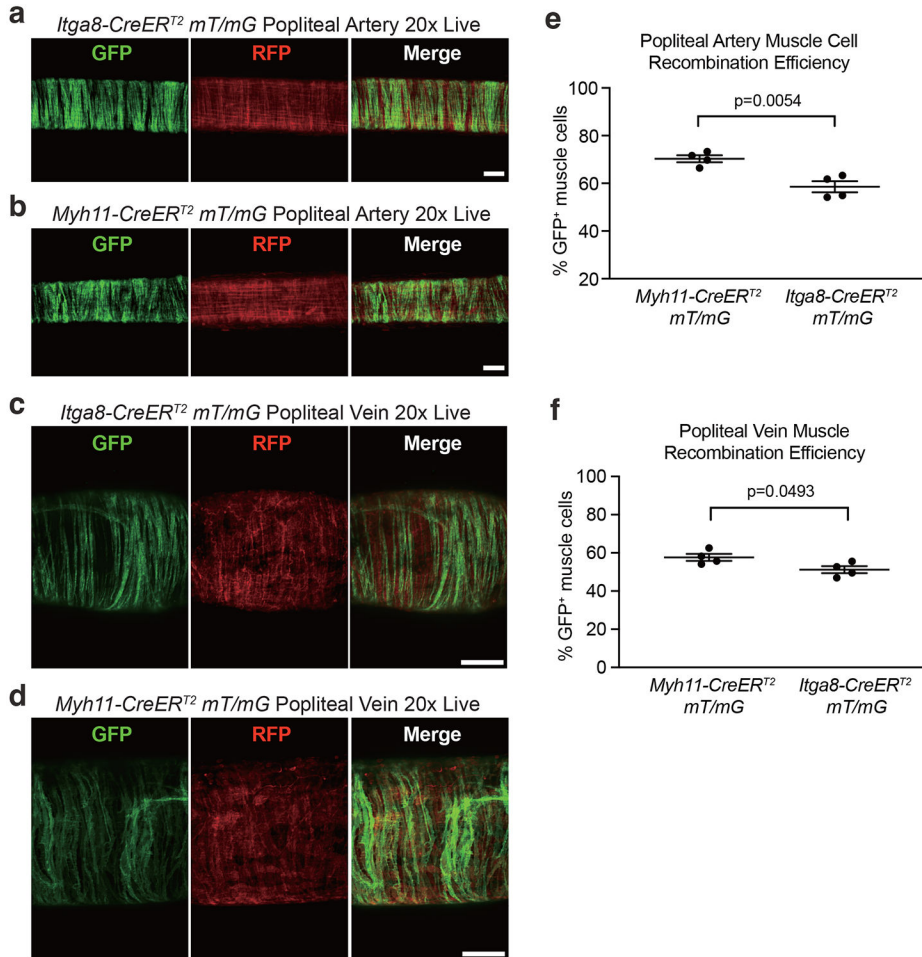 a
Itga8-CreER^T2 mT/mG Popliteal Artery 20x Live
GFP RFP Merge
b
Myh11-CreER^T2 mT/mG Popliteal Artery 20x Live
GFP RFP Merge
c
Itga8-CreER^T2 mT/mG Popliteal Vein 20x Live
GFP RFP Merge
d
Myh11-CreER^T2 mT/mG Popliteal Vein 20x Live
GFP RFP Merge
e
Popliteal Artery Muscle Cell
Recombination Efficiency
p=0.0054
% GFP⁺ muscle cells
100
80
60
40
20
Myh11-CreER^T2 Itga8-CreER^T2
mT/mG mT/mG
f
Popliteal Vein Muscle
Recombination Efficiency
p=0.0493
% GFP⁺ muscle cells
100
80
60
40
20
0
Myh11-CreER^T2 Itga8-CreER^T2
mT/mG mT/mG